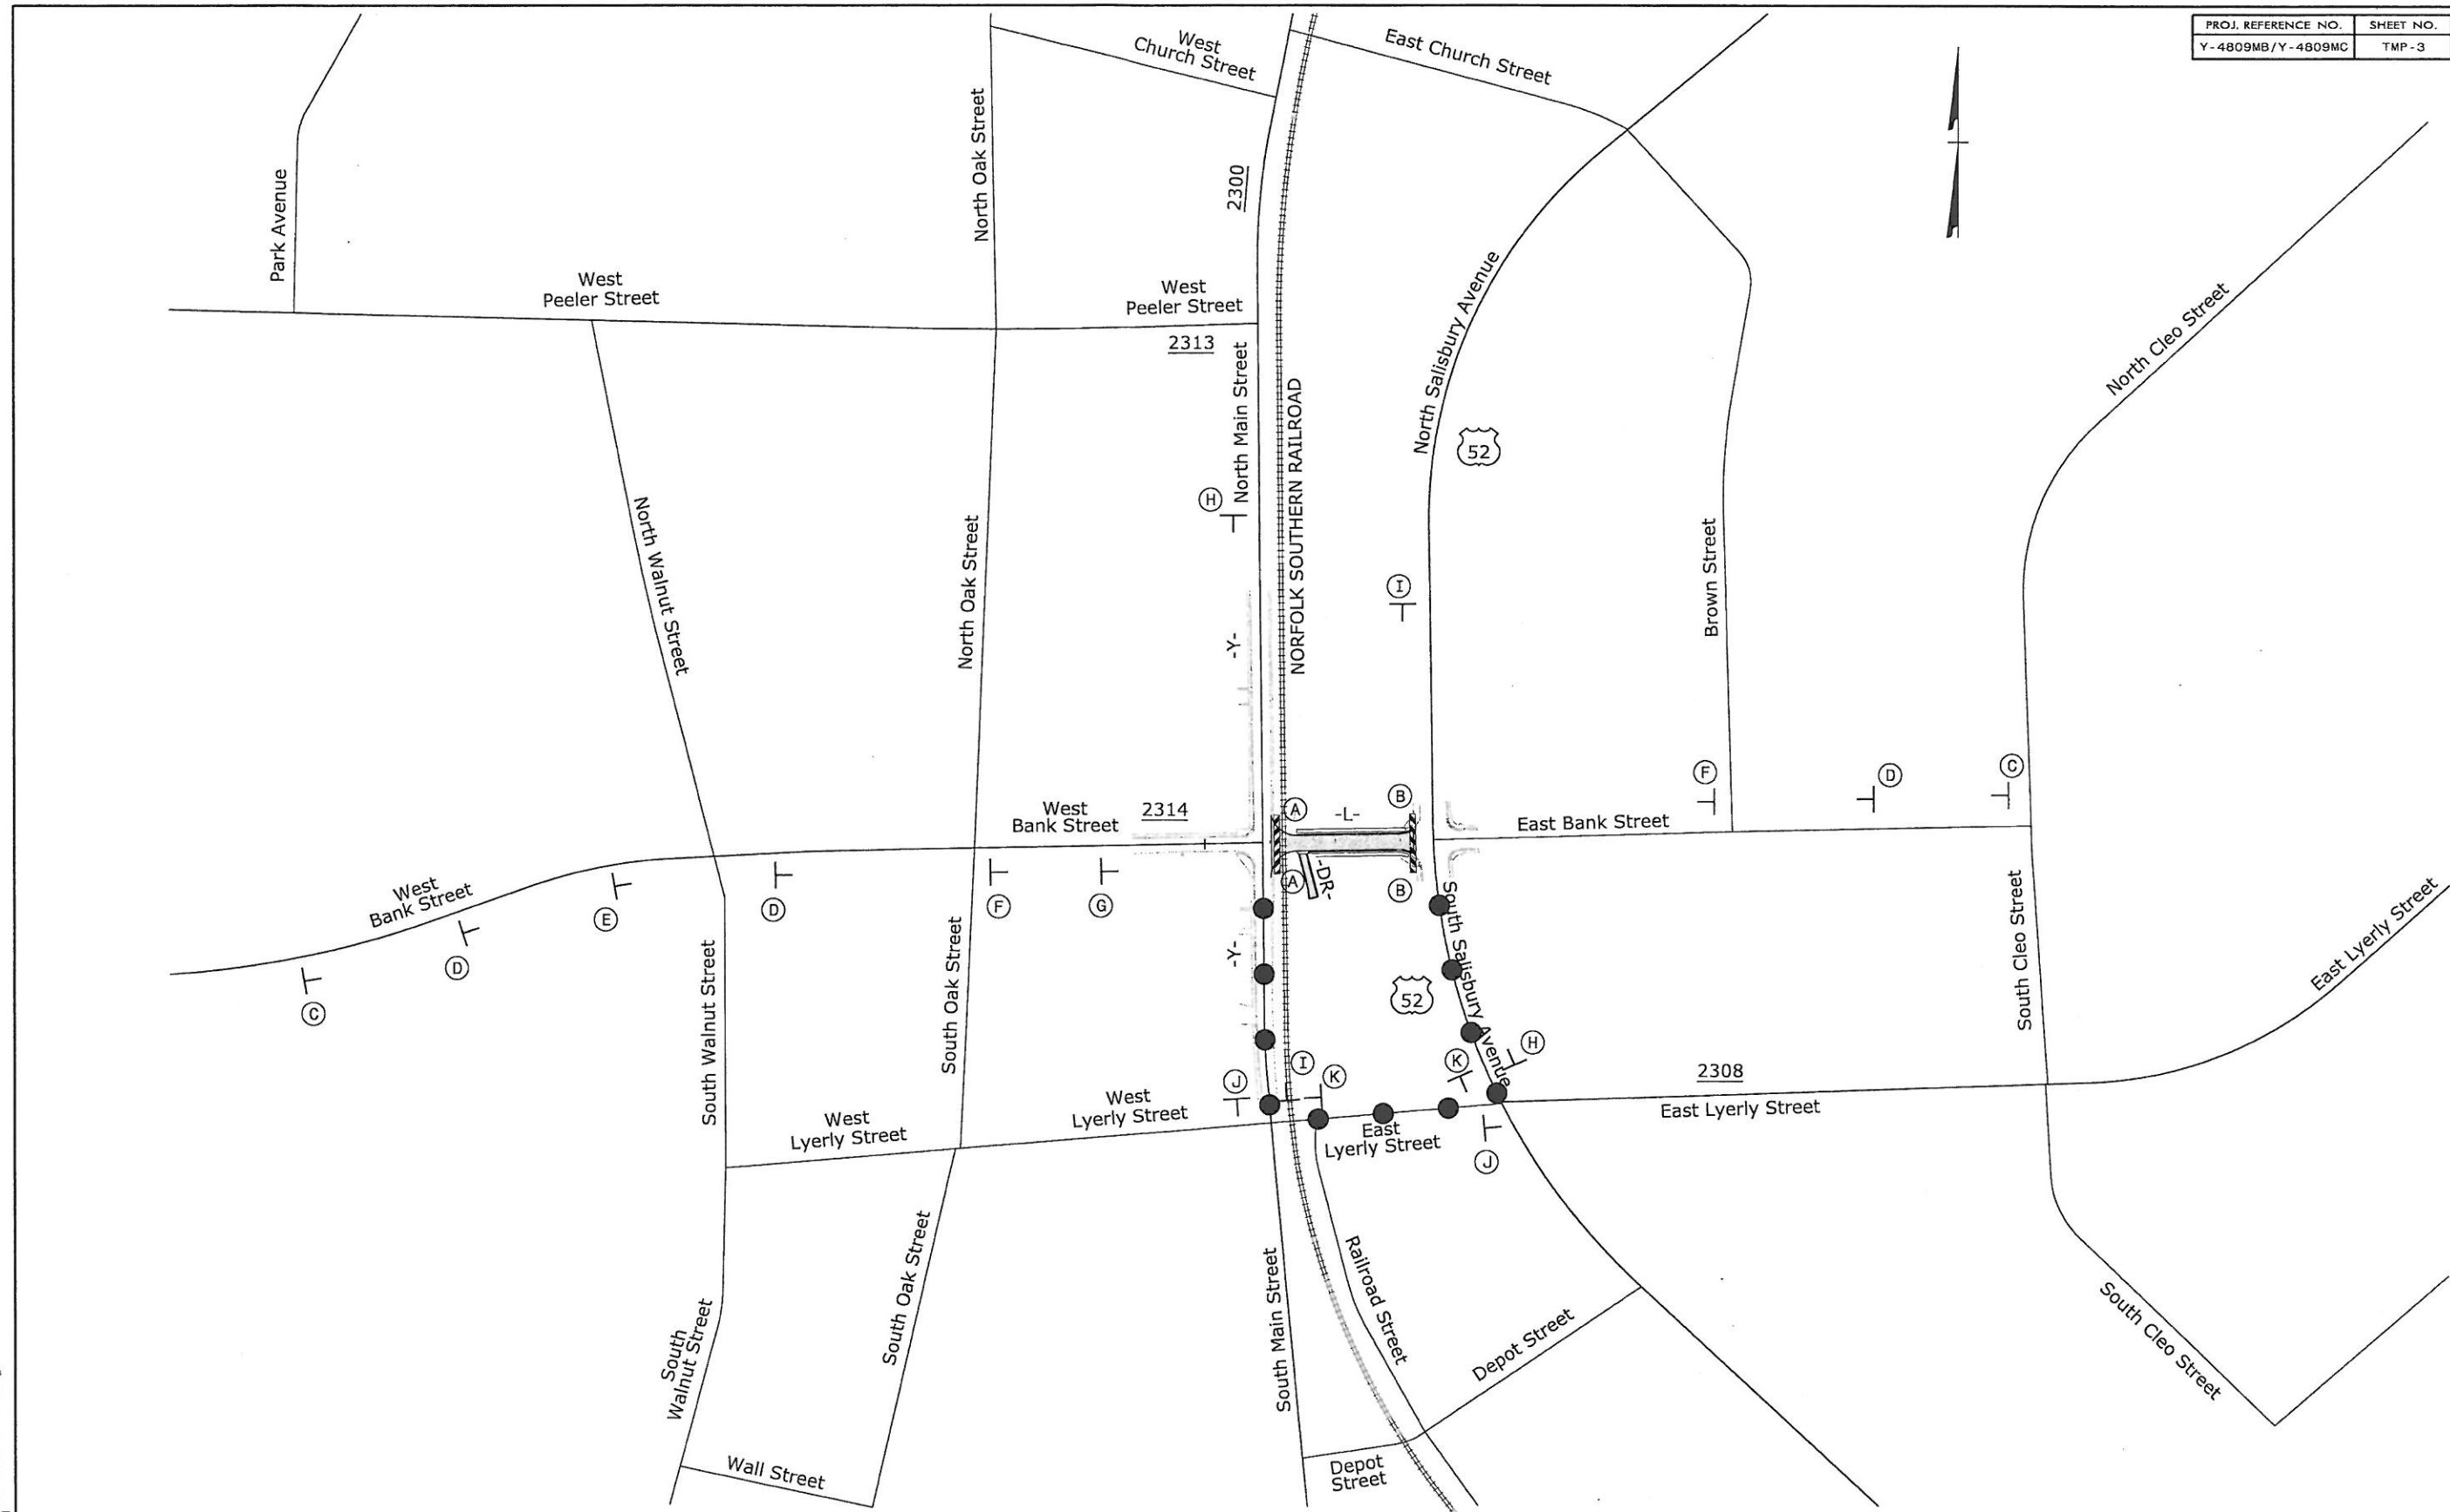 PROJ. REFERENCE NO.
SHEET NO.
Y-4809MB/Y-4809MC
TMP-3
West
Church Street
East Church Street
North Oak Street
2300
Park Avenue
West
Peeler Street
West
Peeler Street
2313
North Main Street
NORFOLK SOUTHERN RAILROAD
North Salisbury Avenue
52
North Cleo Street
H
North Walnut Street
North Oak Street
I
Brown Street
-Y-
F
D
C
West
Bank Street
2314
A
-L-
B
East Bank Street
West
Bank Street
E
D
F
G
A
-DR-
B
D
C
South Walnut Street
South Oak Street
-Y-
52
South Salisbury Avenue
South Cleo Street
East Lyerly Street
I
K
J
K
H
2308
West
Lyerly Street
West
Lyerly Street
East
Lyerly Street
East Lyerly Street
J
South
Walnut Street
South Oak Street
South Main Street
Railroad Street
Depot Street
South Cleo Street
Wall Street
Depot
Street